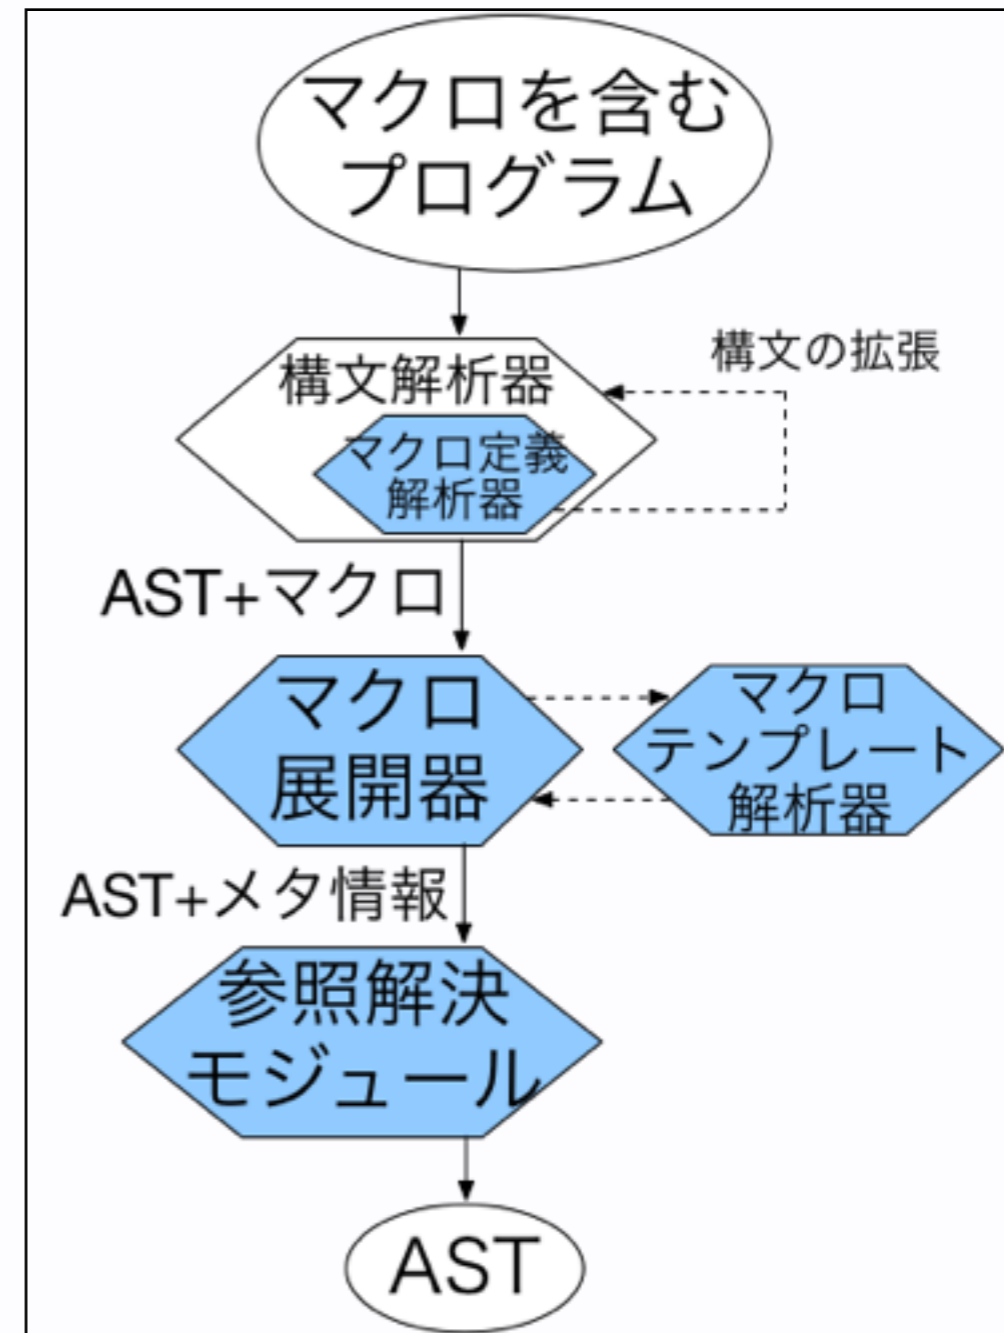 マクロを含む
プログラム
構文解析器
構文の拡張
マクロ定義
解析器
AST+マクロ
マクロ
展開器
マクロ
テンプレート
解析器
AST+メタ情報
参照解決
モジュール
AST